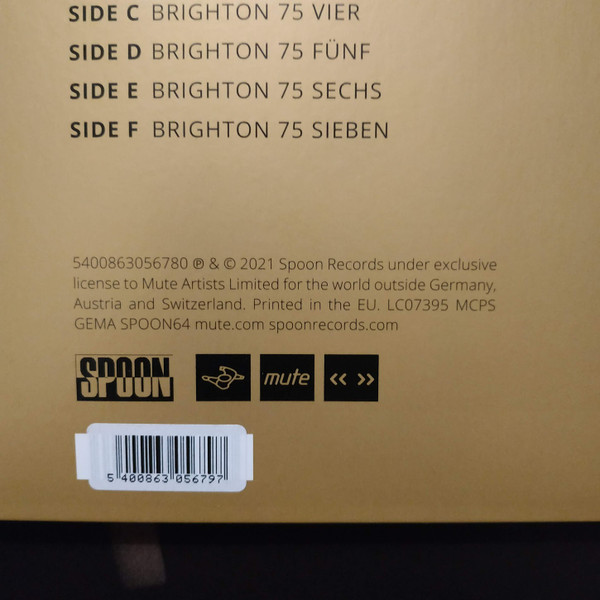 SIDE C BRIGHTON 75 VIER
SIDE D BRIGHTON 75 FÜNF
SIDE E BRIGHTON 75 SECHS
SIDE F BRIGHTON 75 SIEBEN
5400863056780 ℗ & © 2021 Spoon Records under exclusive
license to Mute Artists Limited for the world outside Germany,
Austria and Switzerland. Printed in the EU. LC07395 MCPS
GEMA SPOON64 mute.com spoonrecords.com
SPOON mute << >>
5 400863 056797